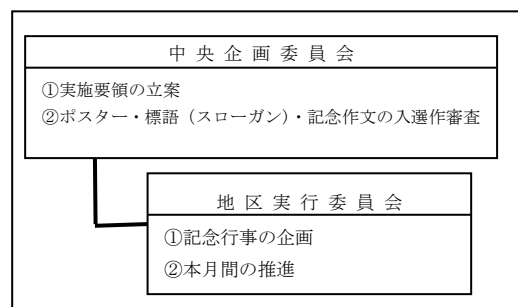 中央企画委員会
①実施要領の立案
②ポスター・標語（スローガン）・記念作文の入選作審査
地区実行委員会
①記念行事の企画
②本月間の推進